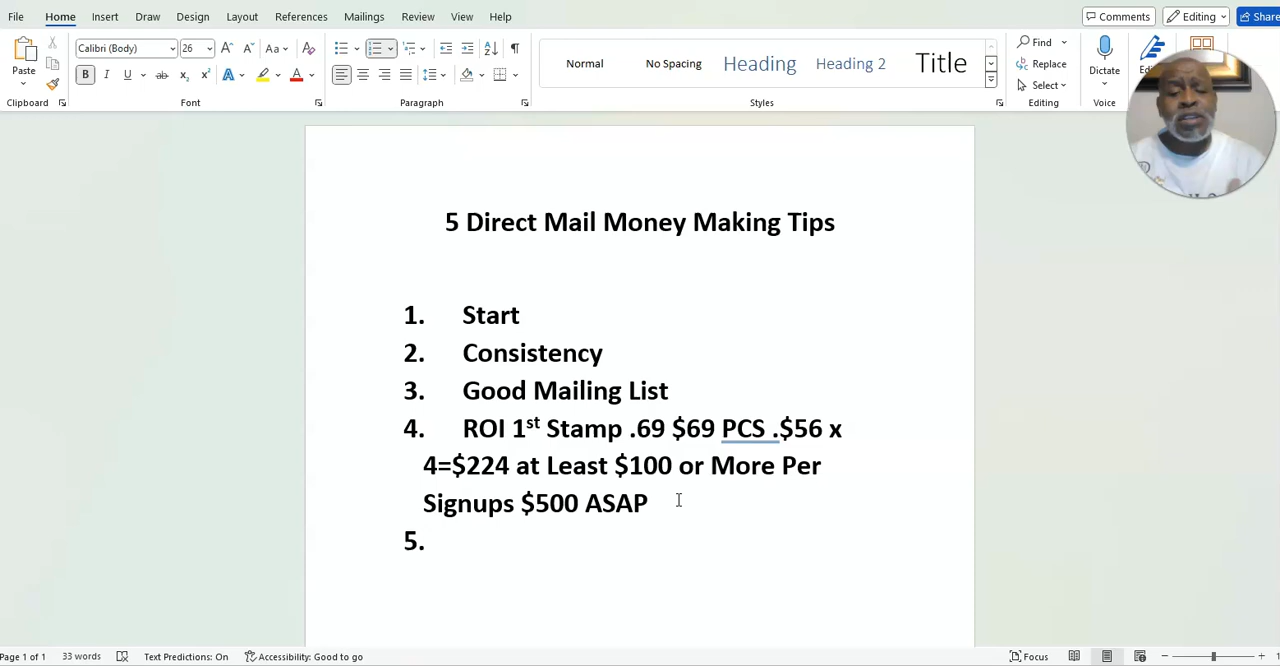 File Home Insert Draw Design Layout References Mailings Review View Help Comments Editing Share
Calibri (Body) 26 A A Aa A Normal No Spacing Heading Heading 2 Title Find
Paste B I U ab x2 x2 A A Replace Dictate
Select
Clipboard Font Paragraph Styles Editing Voice
5 Direct Mail Money Making Tips
1. Start
2. Consistency
3. Good Mailing List
4. ROI 1st Stamp .69 $69 PCS .$56 x
4=$224 at Least $100 or More Per
Signups $500 ASAP
5.
Page 1 of 1 33 words Text Predictions: On Accessibility: Good to go Focus